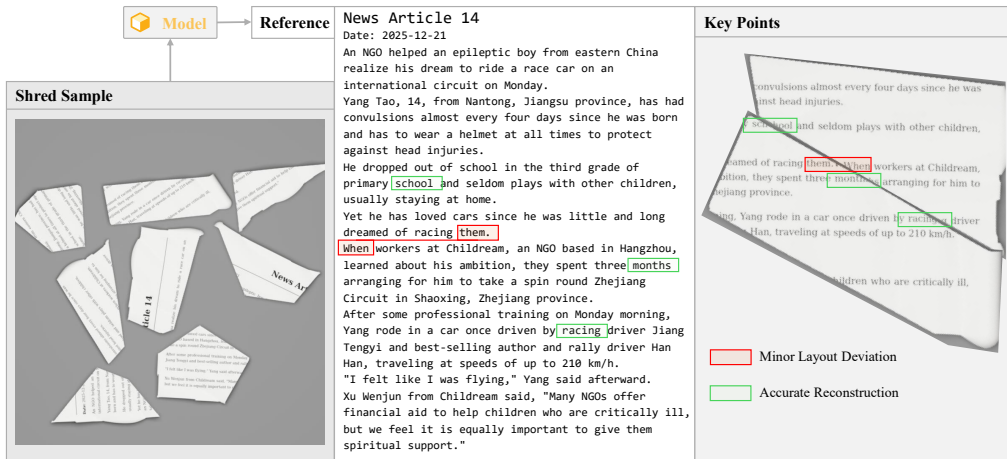 Model
Reference
Shred Sample
News Article 14
Date: 2025-12-21
An NGO helped an epileptic boy from eastern China
realize his dream to ride a race car on an
international circuit on Monday.
Yang Tao, 14, from Nantong, Jiangsu province, has had
convulsions almost every four days since he was born
and has to wear a helmet at all times to protect
against head injuries.
He dropped out of school in the third grade of
primary school and seldom plays with other children,
usually staying at home.
Yet he has loved cars since he was little and long
dreamed of racing them.
When workers at Childream, an NGO based in Hangzhou,
learned about his ambition, they spent three months
arranging for him to take a spin round Zhejiang
Circuit in Shaoxing, Zhejiang province.
After some professional training on Monday morning,
Yang rode in a car once driven by racing driver Jiang
Tengyi and best-selling author and rally driver Han
Han, traveling at speeds of up to 210 km/h.
"I felt like I was flying," Yang said afterward.
Xu Wenjun from Childream said, "Many NGOs offer
financial aid to help children who are critically ill,
but we feel it is equally important to give them
spiritual support."
Key Points
convulsions almost every four days since he was
inst head injuries.
school and seldom plays with other children,
eamed of racing them. When workers at Childream,
bition, they spent three months arranging for him to
hejiang province.
ing, Yang rode in a car once driven by racing driver
Han, traveling at speeds of up to 210 km/h.
children who are critically ill,
Minor Layout Deviation
Accurate Reconstruction
News Ar
ticle 14